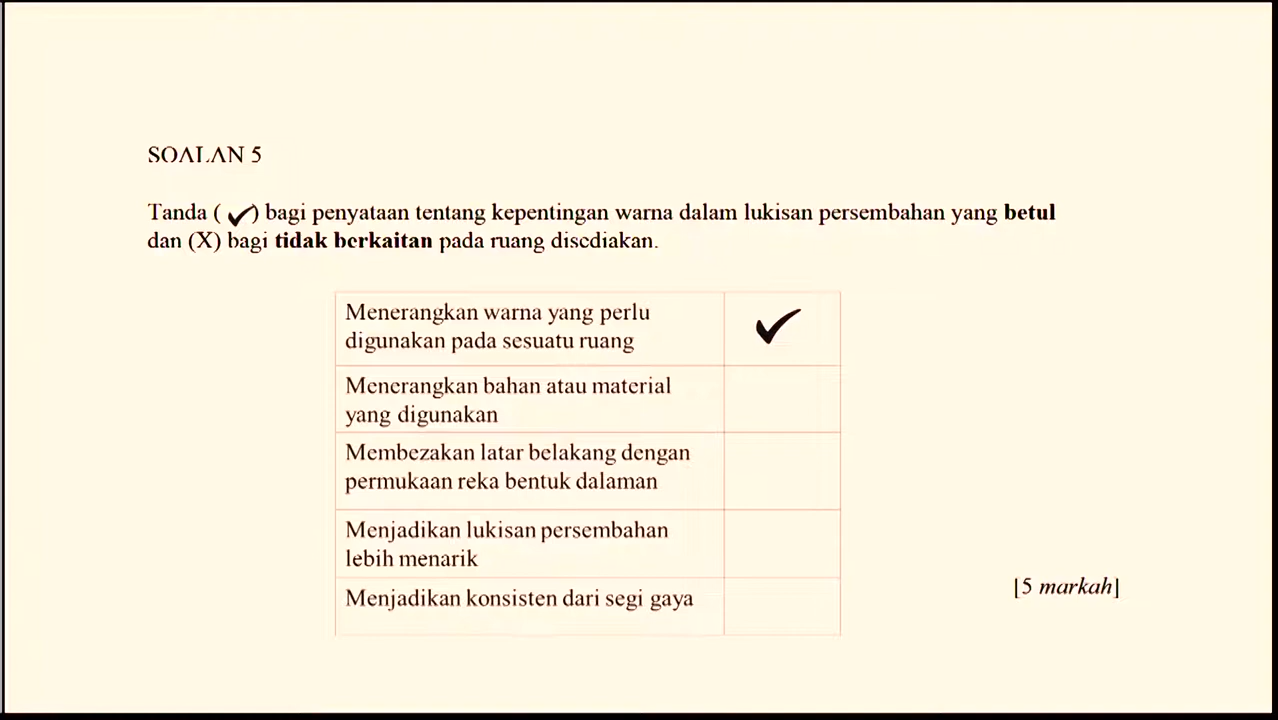 SOALAN 5
Tanda ( ✓) bagi penyataan tentang kepentingan warna dalam lukisan persembahan yang betul
dan (X) bagi tidak berkaitan pada ruang disediakan.
Menerangkan warna yang perlu
digunakan pada sesuatu ruang
✓
Menerangkan bahan atau material
yang digunakan
Membezakan latar belakang dengan
permukaan reka bentuk dalaman
Menjadikan lukisan persembahan
lebih menarik
Menjadikan konsisten dari segi gaya
[5 markah]